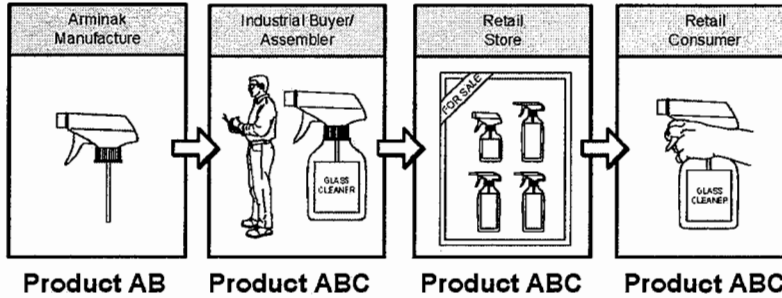 Arminak
Manufacture
Industrial Buyer/
Assembler
Retail
Store
Retail
Consumer
GLASS
CLEANER
FOR SALE
GLASS
CLEANER
Product AB
Product ABC
Product ABC
Product ABC